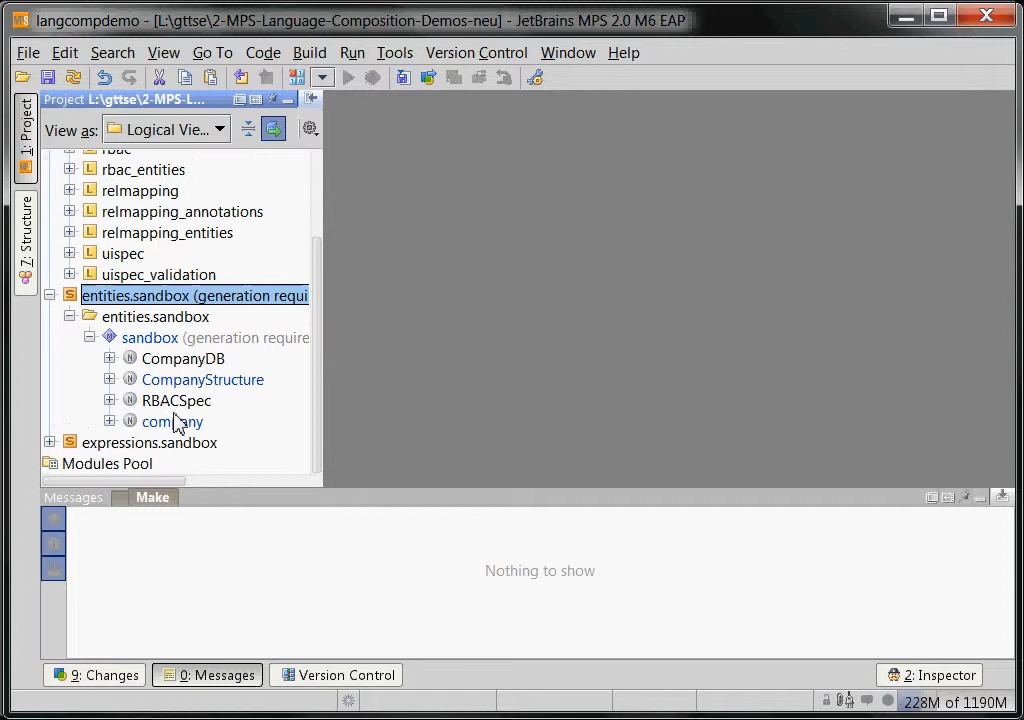 langcompdemo - [L:\gttse\2-MPS-Language-Composition-Demos-neu] - JetBrains MPS 2.0 M6 EAP
File Edit Search View Go To Code Build Run Tools Version Control Window Help
1: Project
Z: Structure
Project L:\gttse\2-MPS-L...
View as: Logical Vie...
rbac
rbac_entities
relmapping
relmapping_annotations
relmapping_entities
uispec
uispec_validation
entities.sandbox (generation requi
entities.sandbox
sandbox (generation require
CompanyDB
CompanyStructure
RBACSpec
company
expressions.sandbox
Modules Pool
Messages Make
Nothing to show
9: Changes 0: Messages Version Control 2: Inspector
228M of 1190M